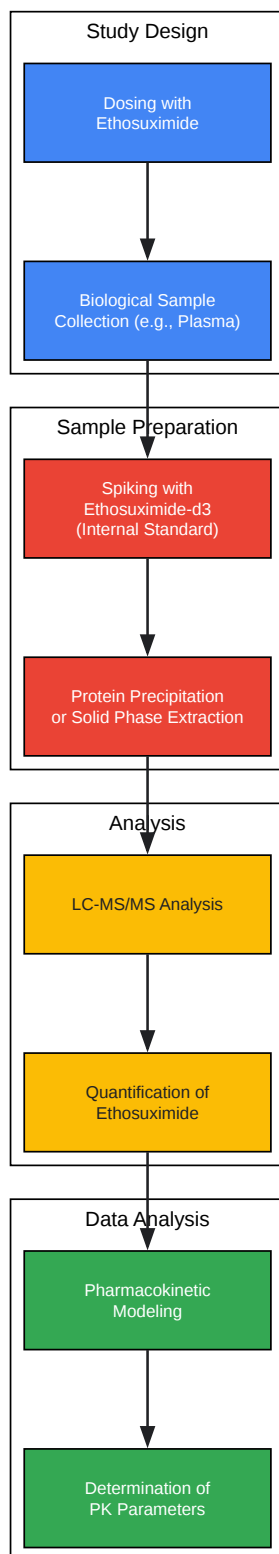 Study Design
Dosing with
Ethosuximide
Biological Sample
Collection (e.g., Plasma)
Sample Preparation
Spiking with
Ethosuximide-d3
(Internal Standard)
Protein Precipitation
or Solid Phase Extraction
Analysis
LC-MS/MS Analysis
Quantification of
Ethosuximide
Data Analysis
Pharmacokinetic
Modeling
Determination of
PK Parameters